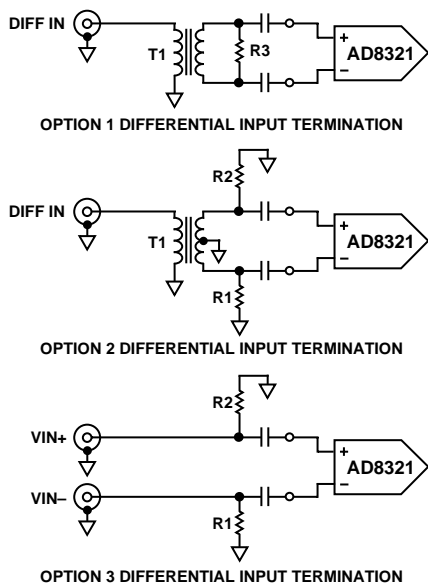 DIFF IN
T1
R3
+
−
AD8321
OPTION 1 DIFFERENTIAL INPUT TERMINATION
R2
DIFF IN
T1
+
−
AD8321
R1
OPTION 2 DIFFERENTIAL INPUT TERMINATION
R2
VIN+
+
−
AD8321
VIN–
R1
OPTION 3 DIFFERENTIAL INPUT TERMINATION